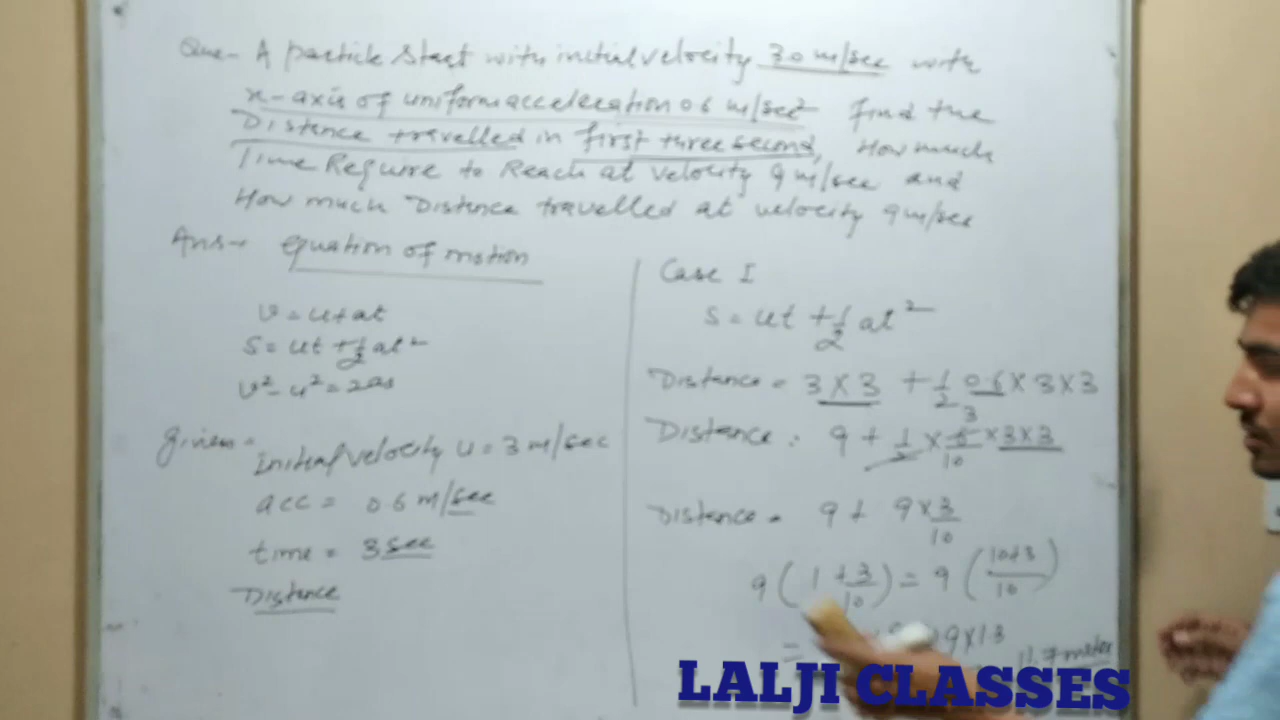 Que- A particle start with initial velocity 3.0 m/sec with
x-axis of uniform acceleration 0.6 m/sec² Find the
Distance travelled in first three second, How much
Time Require to Reach at velocity 9 m/sec and
How much Distance travelled at velocity 9 m/sec
Ans→ equation of motion
v = u+at
S = ut + 1/2 at²
v² - u² = 2as
given =
Initial velocity u = 3 m/sec
acc = 0.6 m/sec
time = 3 sec
Distance
Case I
S = ut + 1/2 at²
Distance = 3 × 3 + 1/2 0.6 × 3 × 3
Distance = 9 + 1/2 × 6/10 × 3 × 3
3
Distance = 9 + 9 × 3/10
9 (1 + 3/10) = 9 (10+3/10)
= 9×13
11.7 meter
LALJI CLASSES